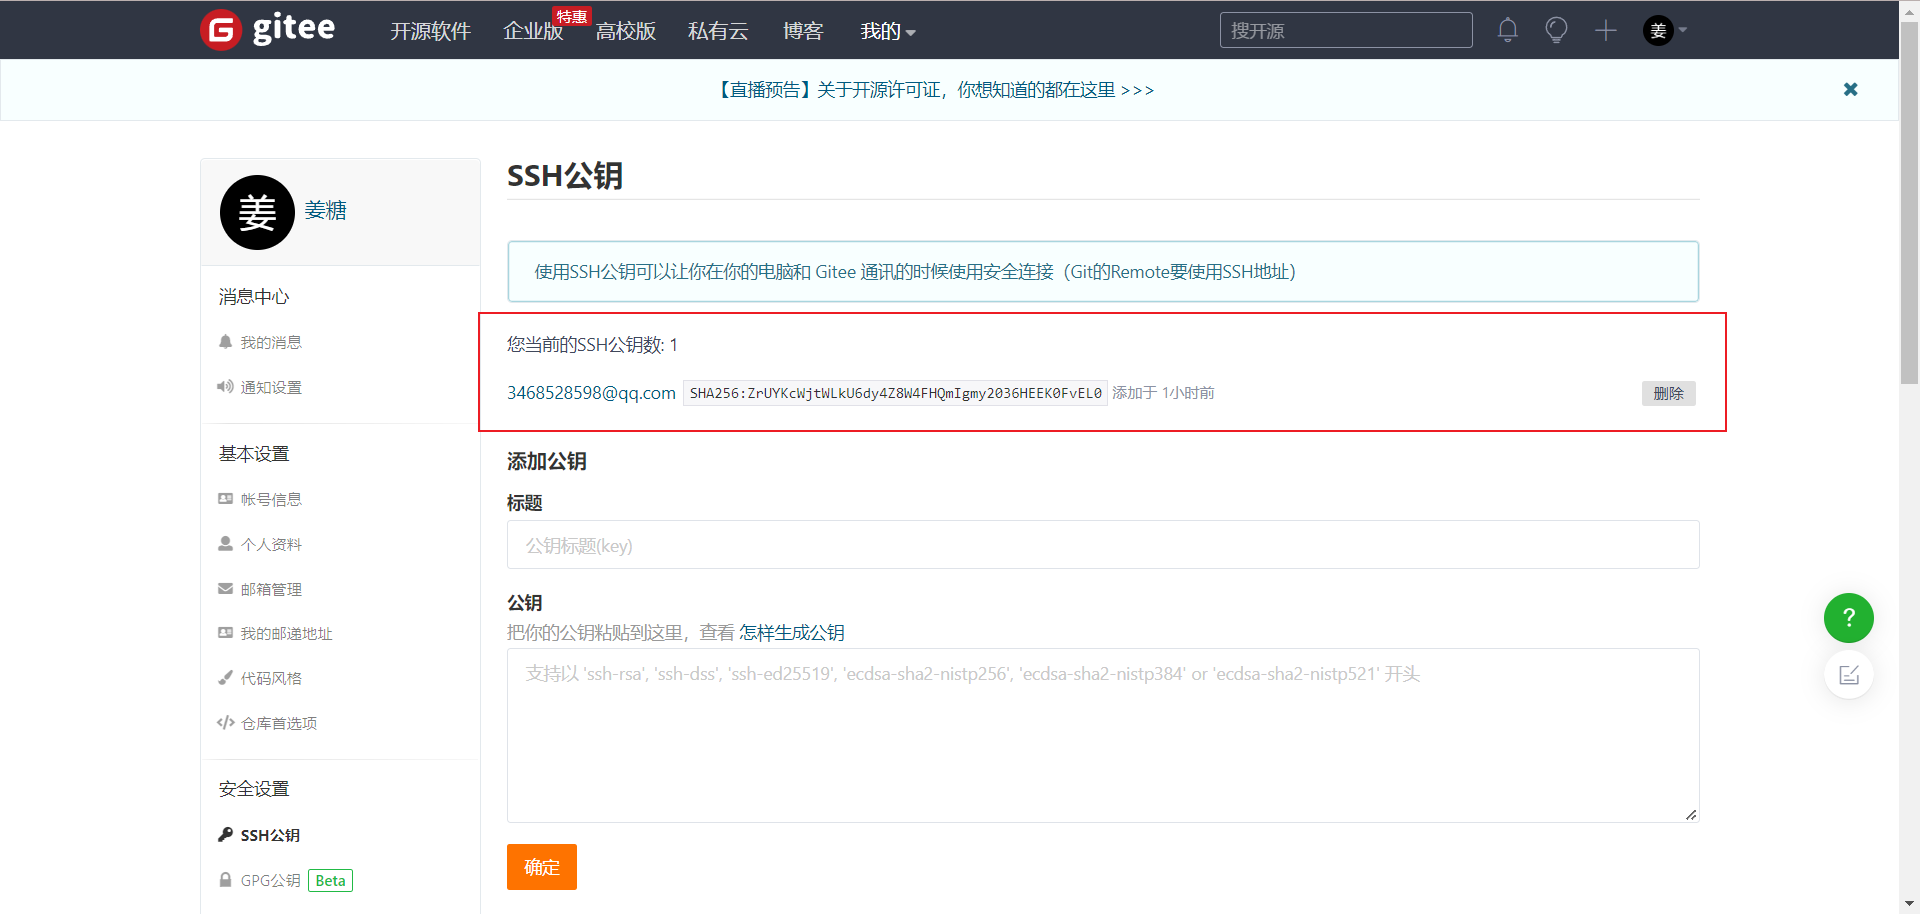 gitee
开源软件
企业版
特惠
高校版
私有云
博客
我的
搜开源
姜
【直播预告】关于开源许可证，你想知道的都在这里 >>>
姜
姜糖
消息中心
我的消息
通知设置
基本设置
帐号信息
个人资料
邮箱管理
我的邮递地址
代码风格
仓库首选项
安全设置
SSH公钥
GPG公钥 Beta
SSH公钥
使用SSH公钥可以让你在你的电脑和 Gitee 通讯的时候使用安全连接（Git的Remote要使用SSH地址）
您当前的SSH公钥数: 1
3468528598@qq.com SHA256:ZrUYKcWjtWLkU6dy4Z8W4FHQmIgmy2036HEEK0FvEL0 添加于 1小时前
删除
添加公钥
标题
公钥标题(key)
公钥
把你的公钥粘贴到这里，查看 怎样生成公钥
支持以 'ssh-rsa', 'ssh-dss', 'ssh-ed25519', 'ecdsa-sha2-nistp256', 'ecdsa-sha2-nistp384' or 'ecdsa-sha2-nistp521' 开头
确定
?